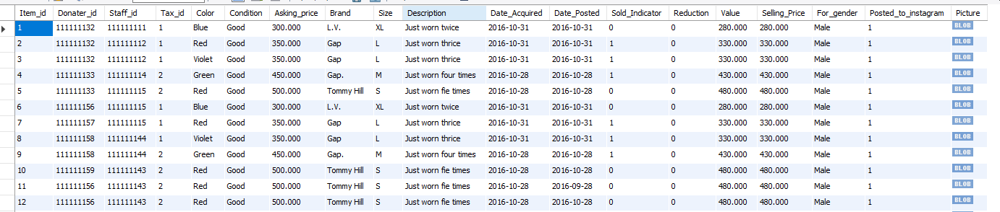 Item_id Donater_id Staff_id Tax_id Color Condition Asking_price Brand Size Description Date_Acquired Date_Posted Sold_Indicator Reduction Value Selling_Price For_gender Posted_to_instagram Picture
1 111111132 111111111 1 Blue Good 300.000 L.V. XL Just worn twice 2016-10-31 2016-10-31 0 0 280.000 280.000 Male 1 BLOB
2 111111132 111111112 1 Red Good 350.000 Gap L Just worn thrice 2016-10-31 2016-10-31 1 0 330.000 330.000 Male 1 BLOB
3 111111132 111111112 1 Violet Good 350.000 Gap L Just worn thrice 2016-10-31 2016-10-31 1 0 330.000 330.000 Male 1 BLOB
4 111111133 111111114 2 Green Good 450.000 Gap. M Just worn four times 2016-10-28 2016-10-28 1 0 430.000 430.000 Male 1 BLOB
5 111111133 111111115 2 Red Good 500.000 Tommy Hill S Just worn fie times 2016-10-28 2016-10-28 0 0 480.000 480.000 Male 1 BLOB
6 111111156 111111115 1 Blue Good 300.000 L.V. XL Just worn twice 2016-10-31 2016-10-31 0 0 280.000 280.000 Male 1 BLOB
7 111111157 111111115 1 Red Good 350.000 Gap L Just worn thrice 2016-10-31 2016-10-31 1 0 330.000 330.000 Male 1 BLOB
8 111111158 111111144 1 Violet Good 350.000 Gap L Just worn thrice 2016-10-31 2016-10-31 1 0 330.000 330.000 Male 1 BLOB
9 111111158 111111144 2 Green Good 450.000 Gap. M Just worn four times 2016-10-28 2016-10-28 1 0 430.000 430.000 Male 1 BLOB
10 111111159 111111143 2 Red Good 500.000 Tommy Hill S Just worn fie times 2016-10-28 2016-10-28 0 0 480.000 480.000 Male 1 BLOB
11 111111156 111111143 2 Red Good 500.000 Tommy Hill S Just worn fie times 2016-10-28 2016-09-28 0 0 480.000 480.000 Male 1 BLOB
12 111111156 111111143 2 Red Good 500.000 Tommy Hill S Just worn fie times 2016-10-28 2016-10-28 0 0 480.000 480.000 Male 1 BLOB